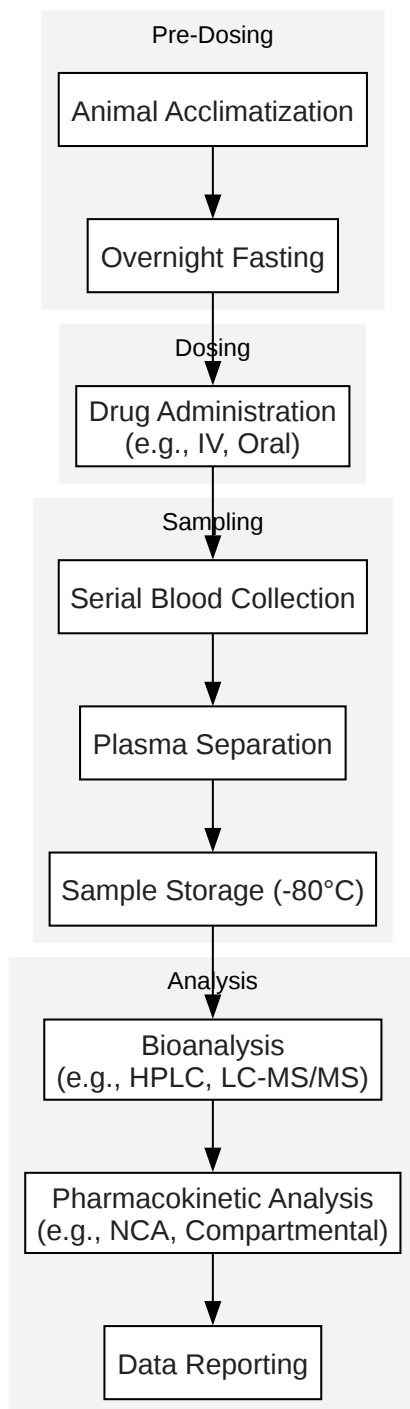 Pre-Dosing
Animal Acclimatization
Overnight Fasting
Dosing
Drug Administration
(e.g., IV, Oral)
Sampling
Serial Blood Collection
Plasma Separation
Sample Storage (-80°C)
Analysis
Bioanalysis
(e.g., HPLC, LC-MS/MS)
Pharmacokinetic Analysis
(e.g., NCA, Compartmental)
Data Reporting